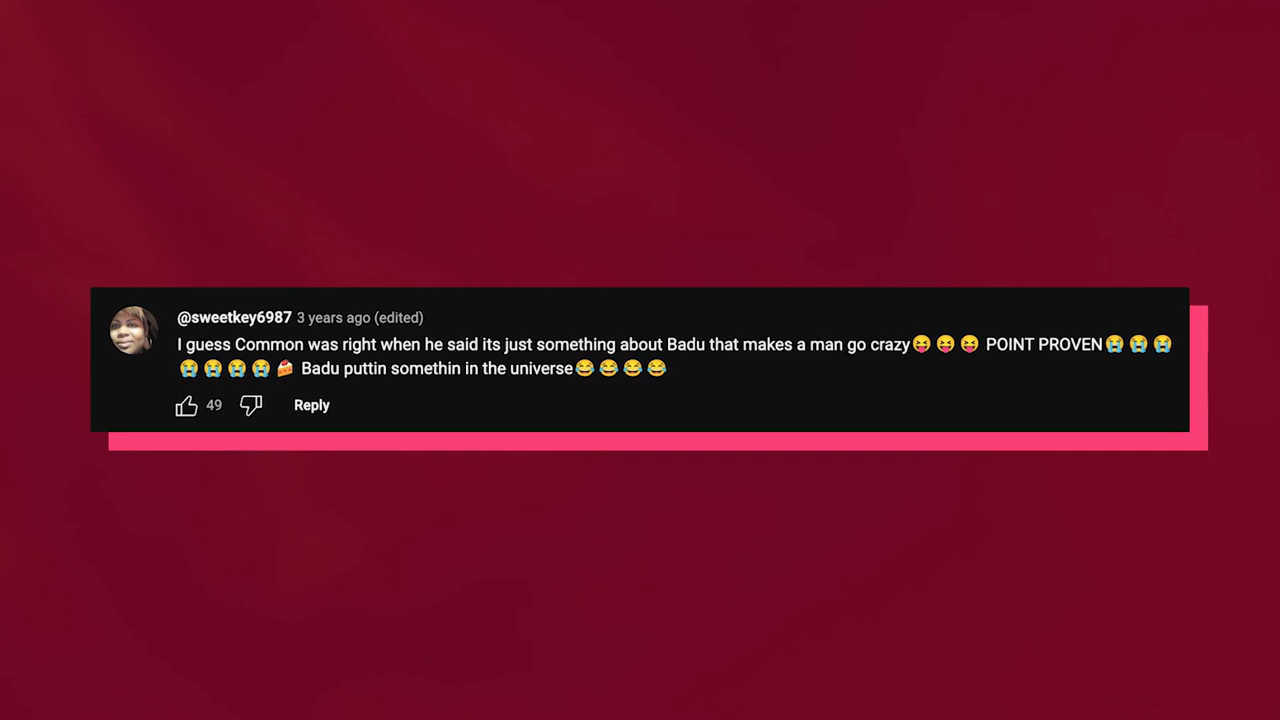 @sweetkey6987 3 years ago (edited)
I guess Common was right when he said its just something about Badu that makes a man go crazy😝😝😝 POINT PROVEN😭😭😭
😭😭😭😭🍰 Badu puttin somethin in the universe😂😂😂😂
49 Reply